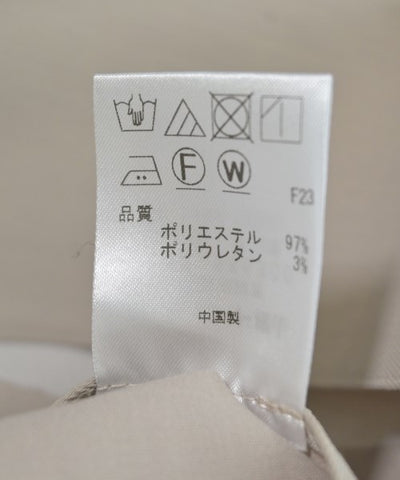 F W
F23
品質
ポリエステル 97%
ポリウレタン 3%
中国製